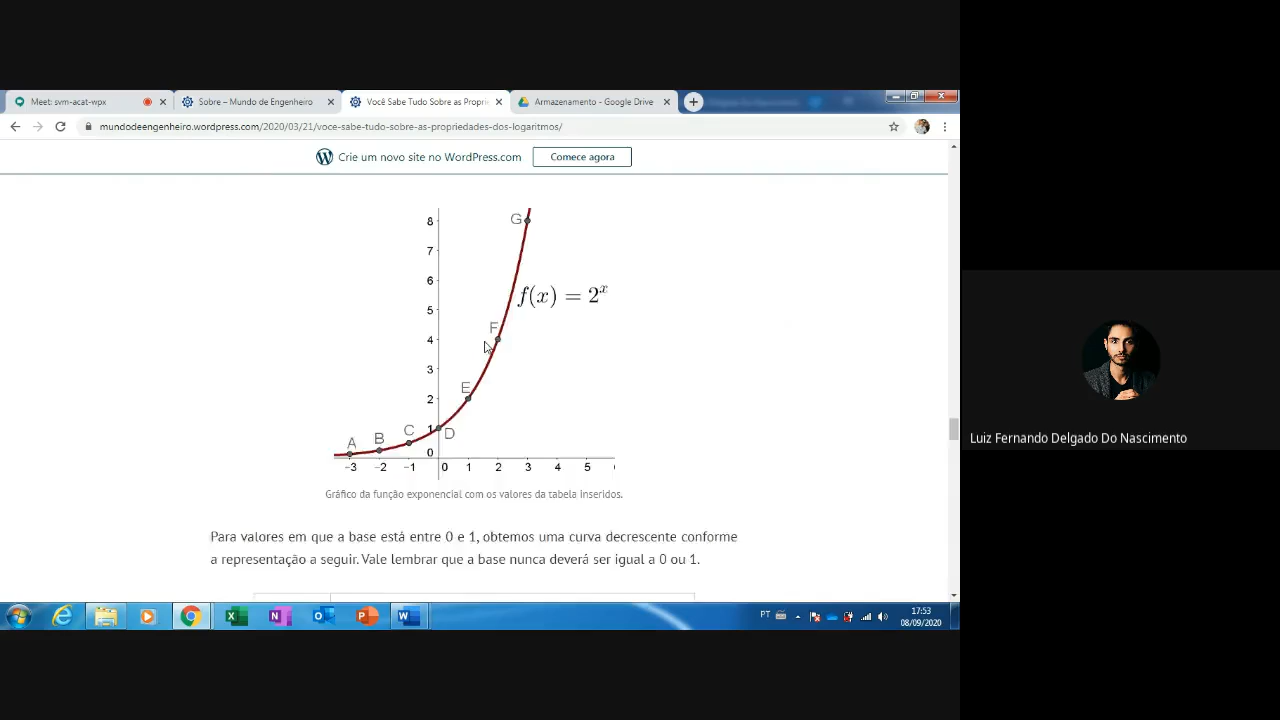 Meet: svm-acat-wpx
Sobre – Mundo de Engenheiro
Você Sabe Tudo Sobre as Proprie
Armazenamento - Google Drive
mundodeengenheiro.wordpress.com/2020/03/21/voce-sabe-tudo-sobre-as-propriedades-dos-logaritmos/
Crie um novo site no WordPress.com
Comece agora
8
G
7
6
f(x) = 2^x
5
F
4
3
E
2
1
A
B
C
D
0
−3 −2 −1 0 1 2 3 4 5
Gráfico da função exponencial com os valores da tabela inseridos.
Para valores em que a base está entre 0 e 1, obtemos uma curva decrescente conforme
a representação a seguir. Vale lembrar que a base nunca deverá ser igual a 0 ou 1.
PT
17:53
08/09/2020
Luiz Fernando Delgado Do Nascimento